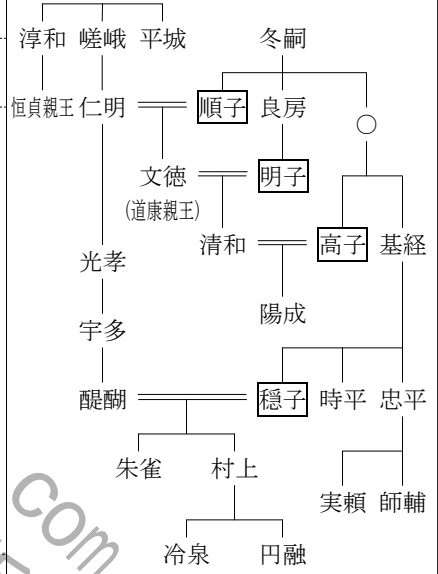 淳和 嵯峨 平城 冬嗣
恒貞親王 仁明 順子 良房 ○
文徳 明子
(道康親王)
清和 高子 基経
光孝
陽成
宇多
醍醐 穏子 時平 忠平
朱雀 村上
実頼 師輔
冷泉 円融
com